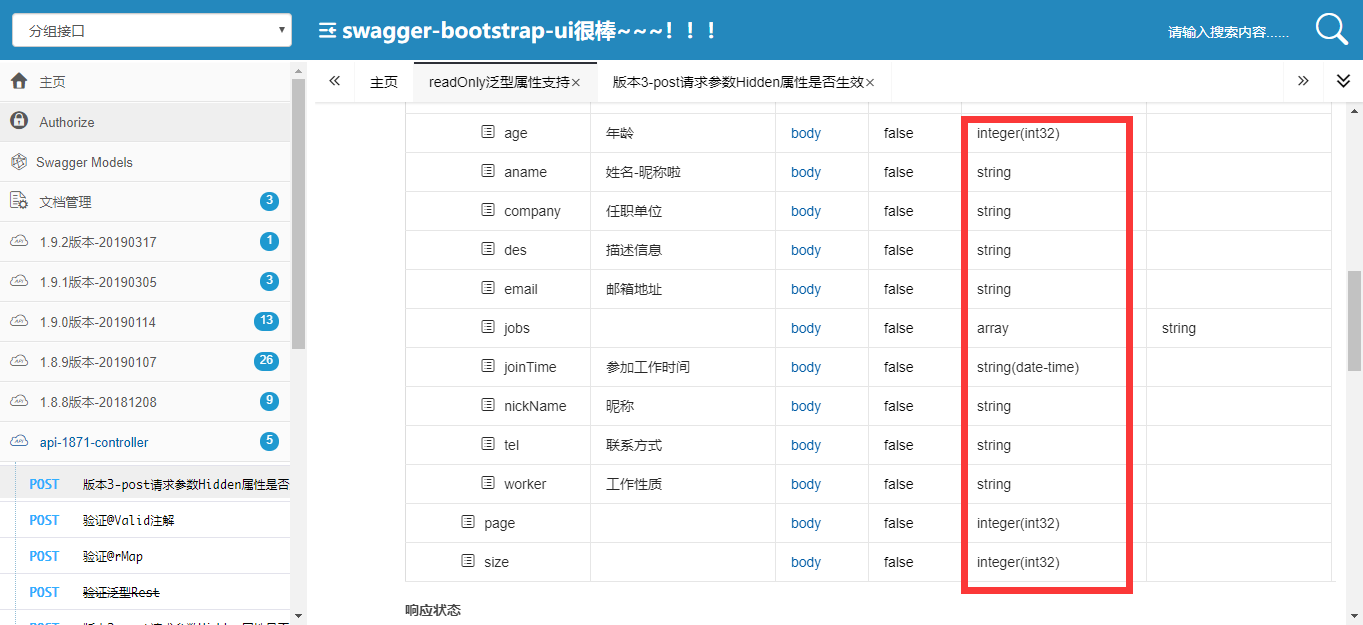 分组接口
swagger-bootstrap-ui很棒~~~！！！
请输入搜索内容......
主页
Authorize
Swagger Models
文档管理 3
1.9.2版本-20190317 1
1.9.1版本-20190305 3
1.9.0版本-20190114 13
1.8.9版本-20190107 26
1.8.8版本-20181208 9
api-1871-controller 5
POST 版本3-post请求参数Hidden属性是否
POST 验证@Valid注解
POST 验证@rMap
POST 验证泛型Rest
主页 readOnly泛型属性支持× 版本3-post请求参数Hidden属性是否生效×
age 年龄 body false integer(int32)
aname 姓名-昵称啦 body false string
company 任职单位 body false string
des 描述信息 body false string
email 邮箱地址 body false string
jobs body false array string
joinTime 参加工作时间 body false string(date-time)
nickName 昵称 body false string
tel 联系方式 body false string
worker 工作性质 body false string
page body false integer(int32)
size body false integer(int32)
响应状态